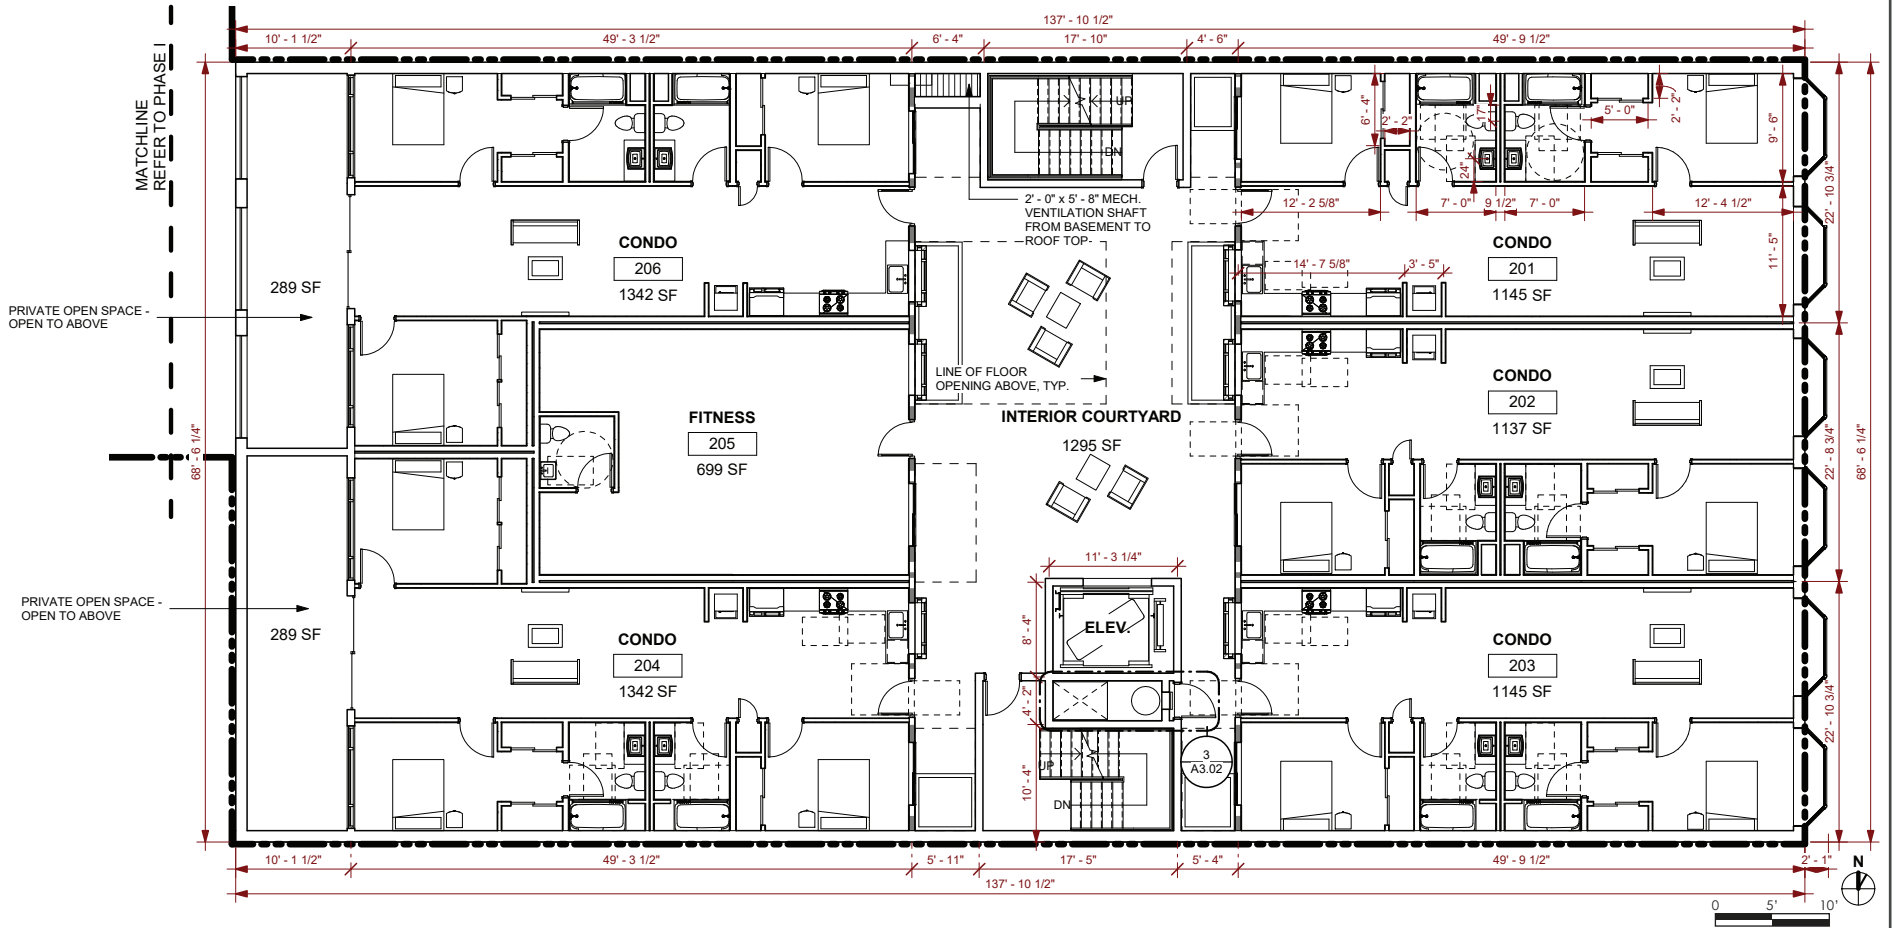 137' - 10 1/2"
10' - 1 1/2"
49' - 3 1/2"
6' - 4"
17' - 10"
4' - 6"
49' - 9 1/2"
MATCHLINE
REFER TO PHASE I
UP
DN
6' - 4"
2' - 2"
17"
24"
5' - 0"
2' - 2"
9' - 6"
22' - 10 3/4"
2' - 0" x 5' - 8" MECH.
VENTILATION SHAFT
FROM BASEMENT TO
ROOF TOP
12' - 2 5/8"
7' - 0"
9 1/2"
7' - 0"
12' - 4 1/2"
11' - 5"
CONDO
206
1342 SF
CONDO
201
1145 SF
14' - 7 5/8"
3' - 5"
289 SF
PRIVATE OPEN SPACE -
OPEN TO ABOVE
LINE OF FLOOR
OPENING ABOVE, TYP.
CONDO
202
1137 SF
FITNESS
205
699 SF
INTERIOR COURTYARD
1295 SF
68' - 6 1/4"
22' - 8 3/4"
68' - 6 1/4"
11' - 3 1/4"
8' - 4"
ELEV.
4' - 2"
PRIVATE OPEN SPACE -
OPEN TO ABOVE
289 SF
CONDO
204
1342 SF
CONDO
203
1145 SF
22' - 10 3/4"
3
A3.02
UP
DN
10' - 4"
10' - 1 1/2"
49' - 3 1/2"
5' - 11"
17' - 5"
5' - 4"
49' - 9 1/2"
2' - 1"
137' - 10 1/2"
N
0 5' 10'